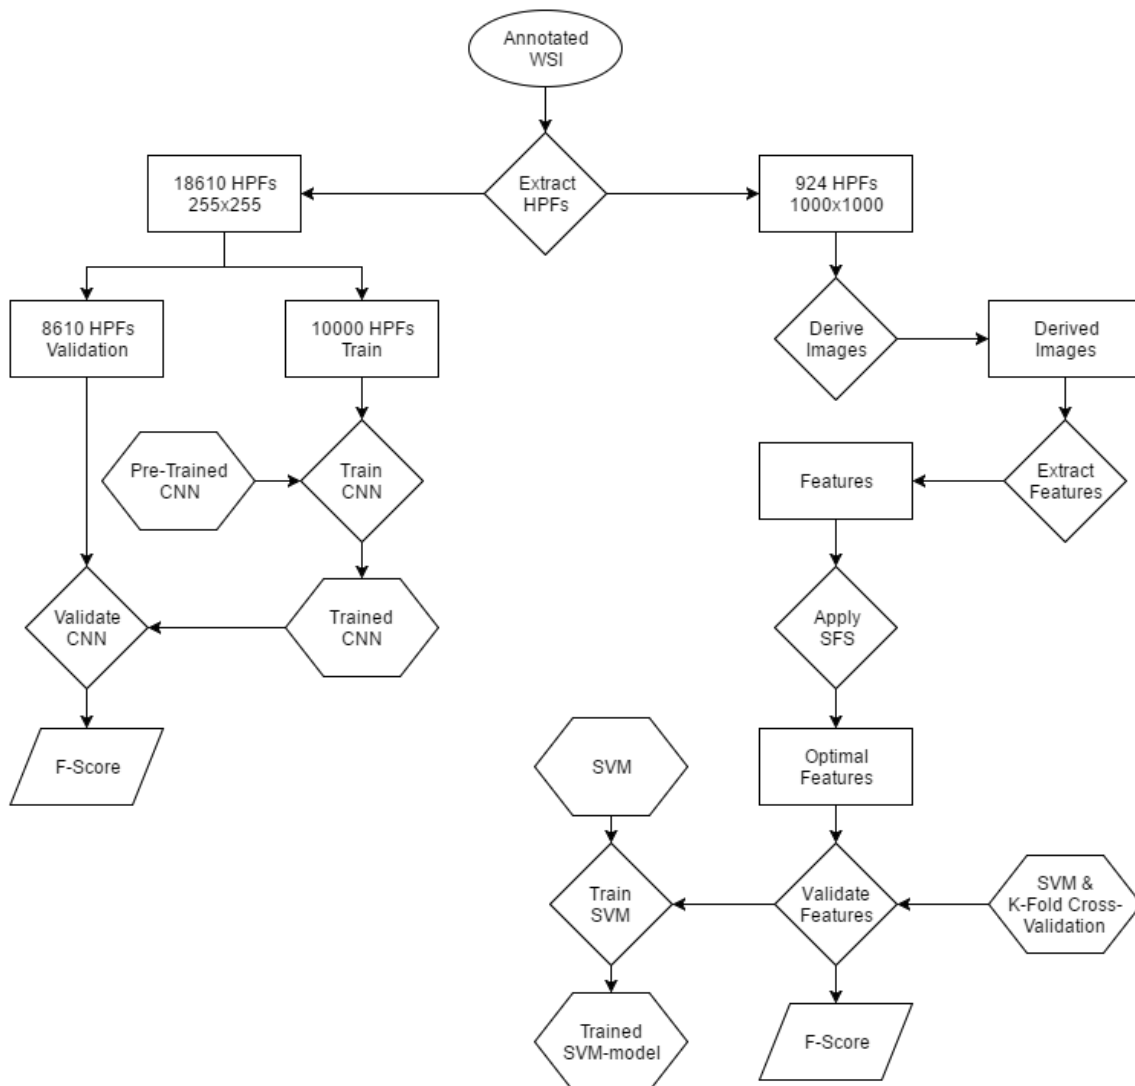 Annotated
WSI
Extract
HPFs
18610 HPFs
255x255
924 HPFs
1000x1000
8610 HPFs
Validation
10000 HPFs
Train
Derive
Images
Derived
Images
Pre-Trained
CNN
Train
CNN
Features
Extract
Features
Validate
CNN
Trained
CNN
Apply
SFS
F-Score
SVM
Optimal
Features
Train
SVM
Validate
Features
SVM &
K-Fold Cross-
Validation
Trained
SVM-model
F-Score